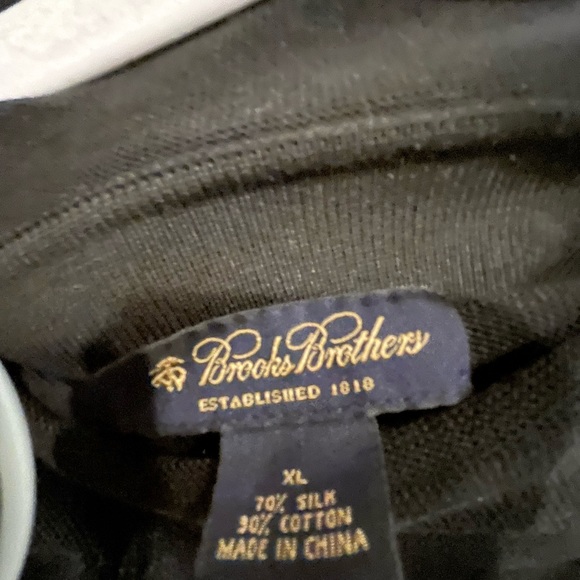 Brooks Brothers
ESTABLISHED 1818
XL
70% SILK
30% COTTON
MADE IN CHINA